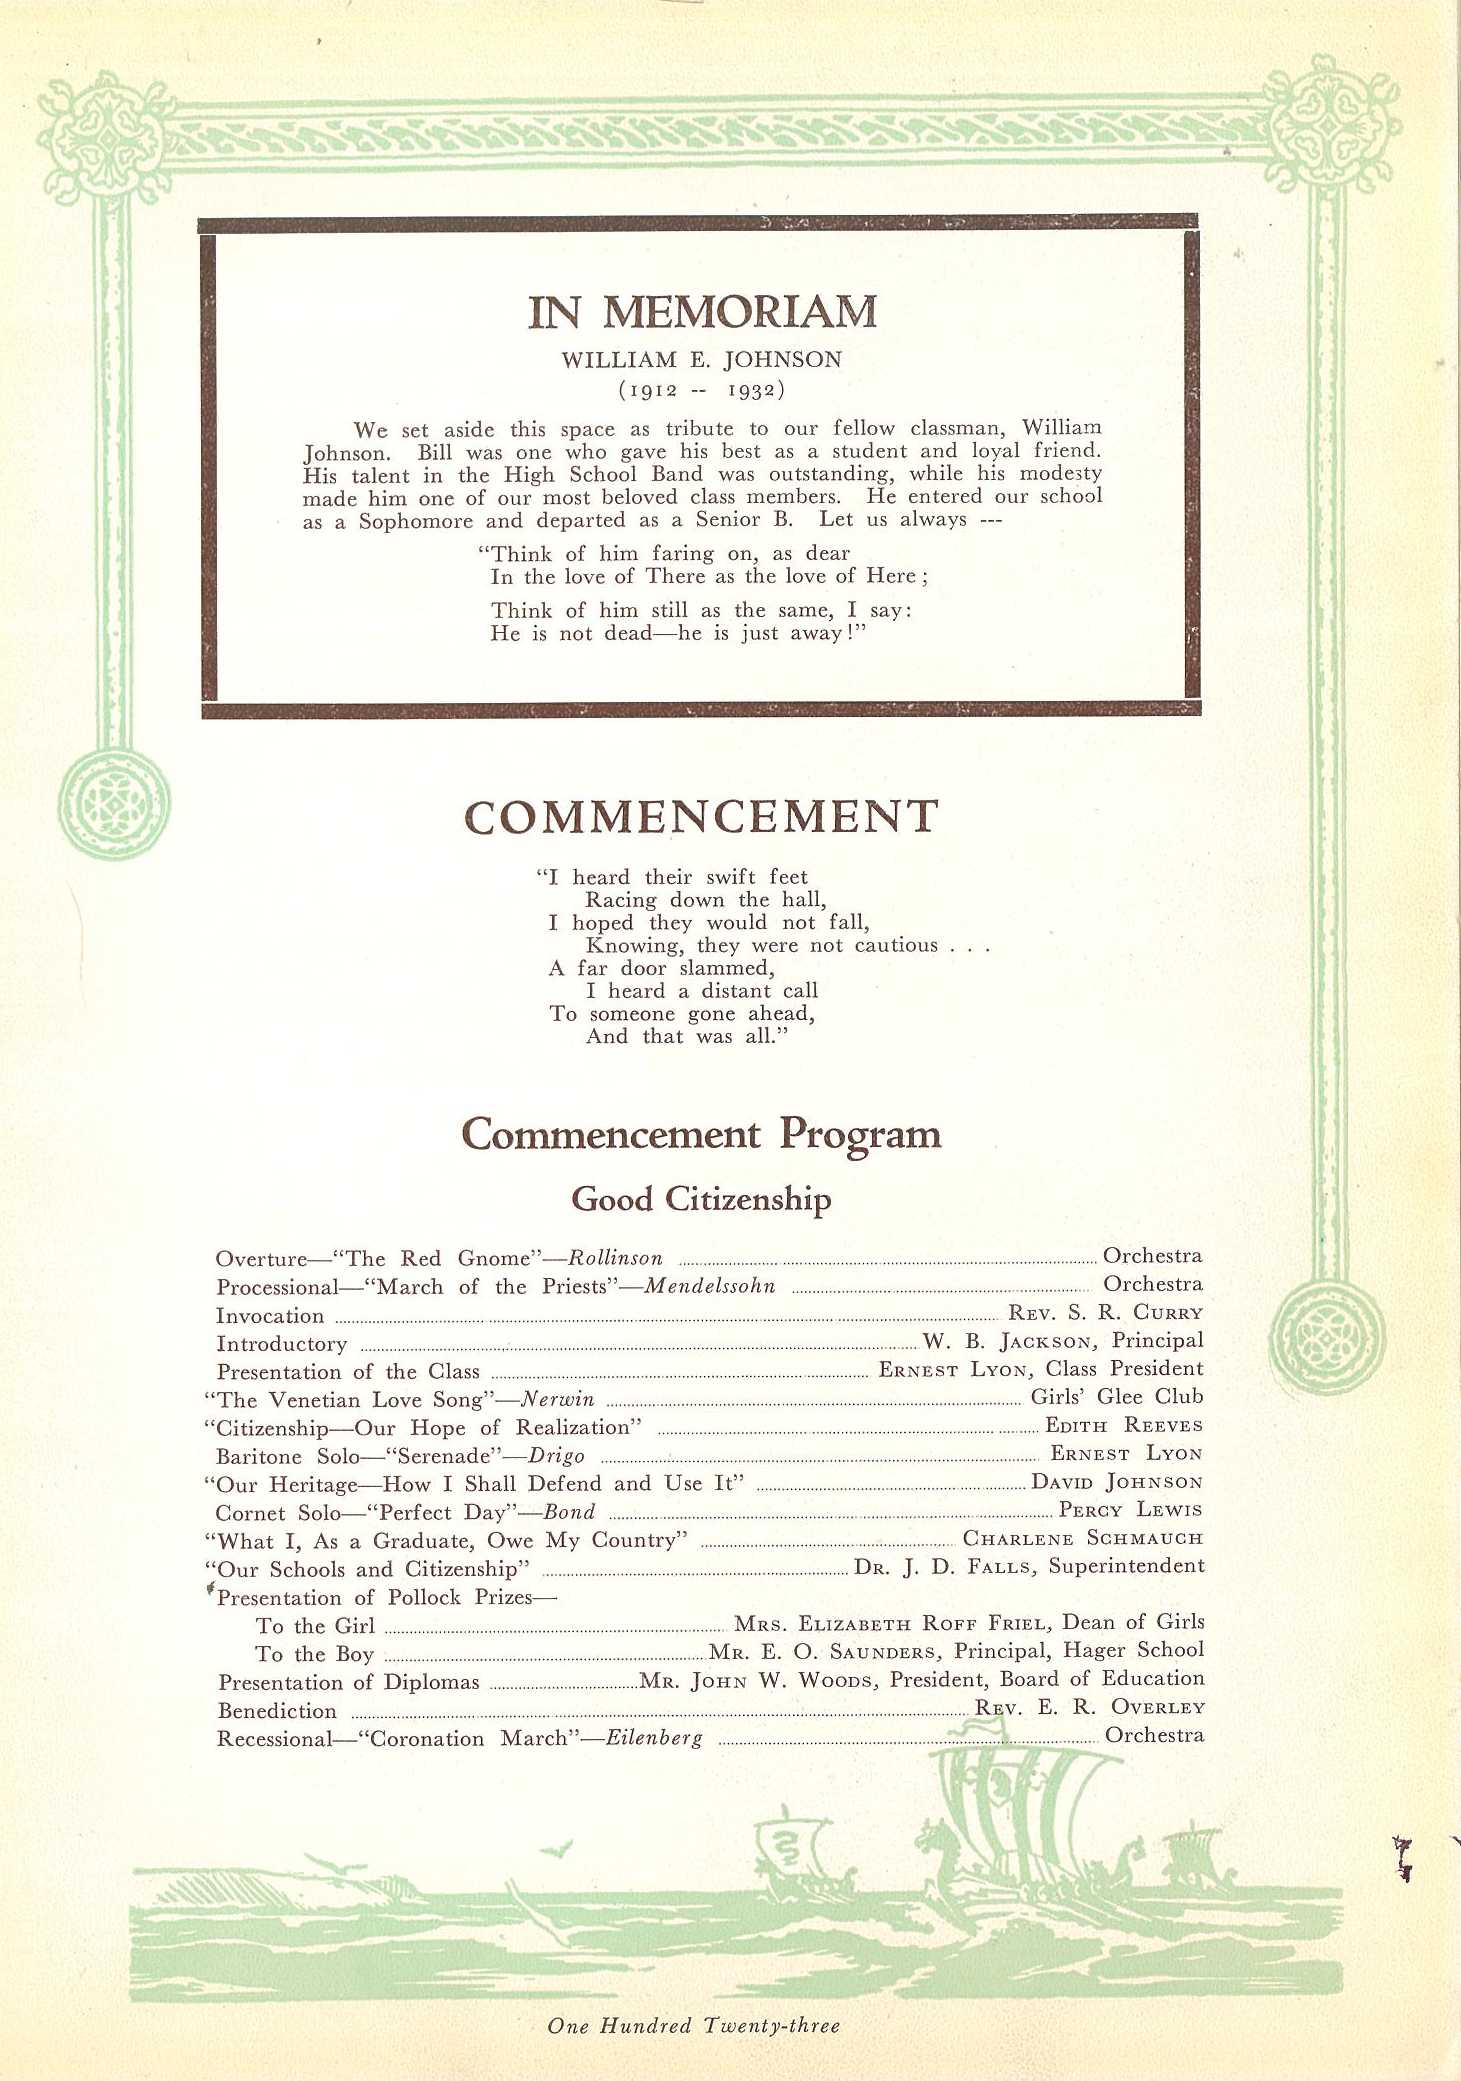 IN MEMORIAM
WILLIAM E. JOHNSON
(1912 -- 1932)
We set aside this space as tribute to our fellow classman, William
Johnson. Bill was one who gave his best as a student and loyal friend.
His talent in the High School Band was outstanding, while his modesty
made him one of our most beloved class members. He entered our school
as a Sophomore and departed as a Senior B. Let us always ---
“Think of him faring on, as dear
In the love of There as the love of Here;
Think of him still as the same, I say:
He is not dead—he is just away!”
COMMENCEMENT
“I heard their swift feet
Racing down the hall,
I hoped they would not fall,
Knowing, they were not cautious . . .
A far door slammed,
I heard a distant call
To someone gone ahead,
And that was all.”
Commencement Program
Good Citizenship
Overture—“The Red Gnome”—Rollinson ........ Orchestra
Processional—“March of the Priests”—Mendelssohn ........ Orchestra
Invocation ........ REV. S. R. CURRY
Introductory ........ W. B. JACKSON, Principal
Presentation of the Class ........ ERNEST LYON, Class President
“The Venetian Love Song”—Nerwin ........ Girls’ Glee Club
“Citizenship—Our Hope of Realization” ........ EDITH REEVES
Baritone Solo—“Serenade”—Drigo ........ ERNEST LYON
“Our Heritage—How I Shall Defend and Use It” ........ DAVID JOHNSON
Cornet Solo—“Perfect Day”—Bond ........ PERCY LEWIS
“What I, As a Graduate, Owe My Country” ........ CHARLENE SCHMAUCH
“Our Schools and Citizenship” ........ DR. J. D. FALLS, Superintendent
Presentation of Pollock Prizes—
To the Girl ........ MRS. ELIZABETH ROFF FRIEL, Dean of Girls
To the Boy ........ MR. E. O. SAUNDERS, Principal, Hager School
Presentation of Diplomas ........ MR. JOHN W. WOODS, President, Board of Education
Benediction ........ REV. E. R. OVERLEY
Recessional—“Coronation March”—Eilenberg ........ Orchestra
One Hundred Twenty-three